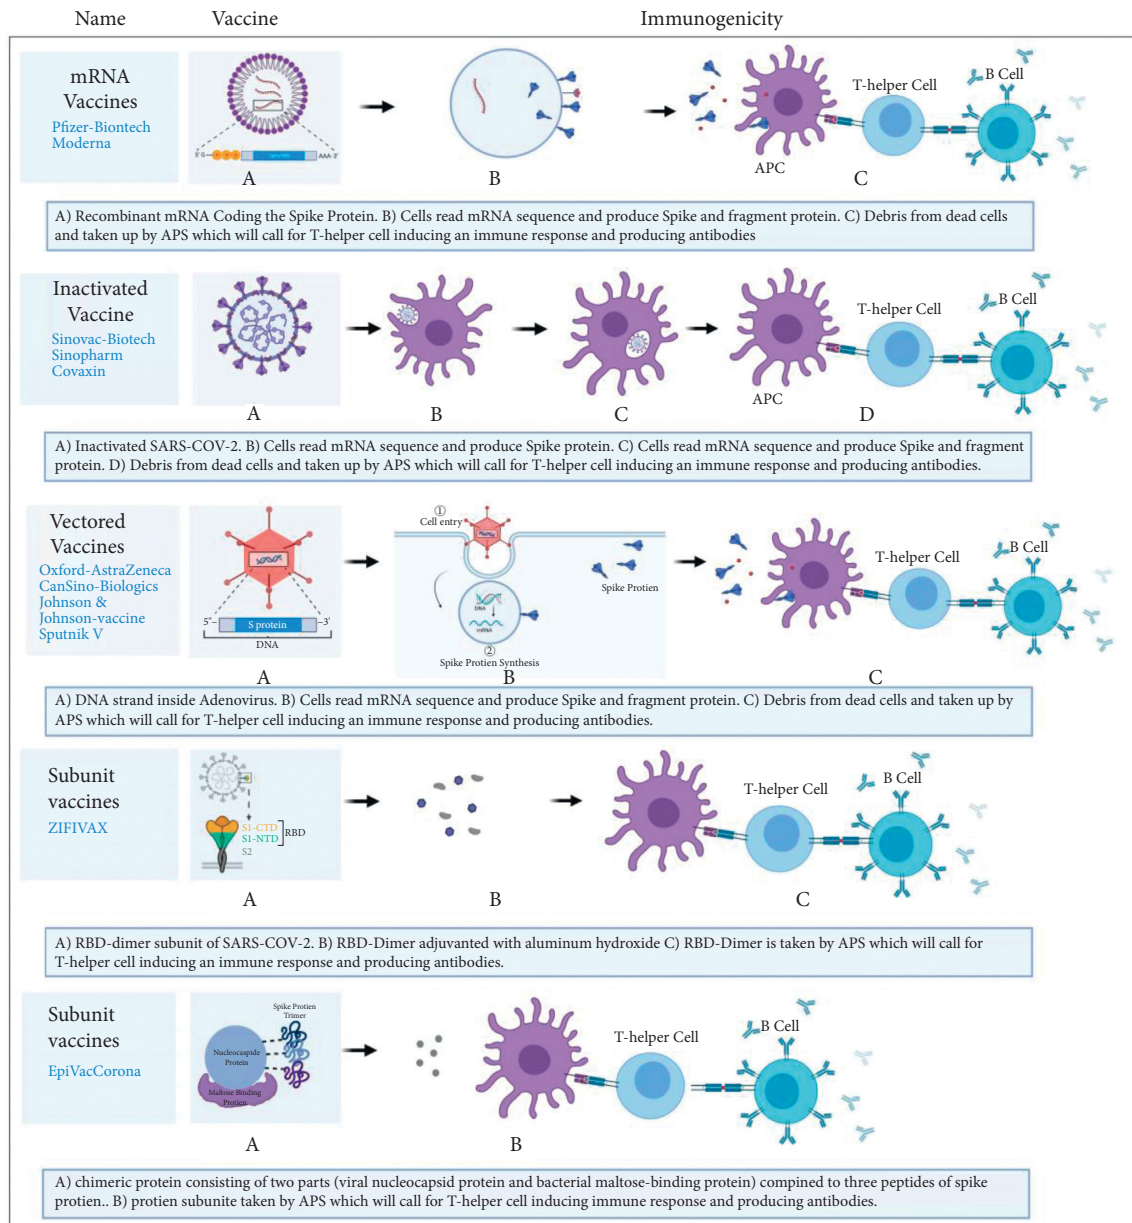 Name Vaccine Immunogenicity
mRNA
Vaccines
Pfizer-Biontech
Moderna
5' G
AAA- 3'
APC
T-helper Cell
B Cell
A B C
A) Recombinant mRNA Coding the Spike Protein. B) Cells read mRNA sequence and produce Spike and fragment protein. C) Debris from dead cells
and taken up by APS which will call for T-helper cell inducing an immune response and producing antibodies
Inactivated
Vaccine
Sinovac-Biotech
Sinopharm
Covaxin
APC
T-helper Cell
B Cell
A B C D
A) Inactivated SARS-COV-2. B) Cells read mRNA sequence and produce Spike protein. C) Cells read mRNA sequence and produce Spike and fragment
protein. D) Debris from dead cells and taken up by APS which will call for T-helper cell inducing an immune response and producing antibodies.
Vectored
Vaccines
Oxford-AstraZeneca
CanSino-Biologics
Johnson &
Johnson-vaccine
Sputnik V
5"– S protein –3'
DNA
①
Cell entry
Spike Protien
DNA
mRNA
②
Spike Protien Synthesis
T-helper Cell
B Cell
A B C
A) DNA strand inside Adenovirus. B) Cells read mRNA sequence and produce Spike and fragment protein. C) Debris from dead cells and taken up by
APS which will call for T-helper cell inducing an immune response and producing antibodies.
Subunit
vaccines
ZIFIVAX
S1-CTD
S1-NTD
RBD
S2
T-helper Cell
B Cell
A B C
A) RBD-dimer subunit of SARS-COV-2. B) RBD-Dimer adjuvanted with aluminum hydroxide C) RBD-Dimer is taken by APS which will call for
T-helper cell inducing an immune response and producing antibodies.
Subunit
vaccines
EpiVacCorona
Spike Protien
Trimer
Nucleocaspide
Protein
Maltose Binding
Protien
T-helper Cell
B Cell
A B
A) chimeric protein consisting of two parts (viral nucleocapsid protein and bacterial maltose-binding protein) compined to three peptides of spike
protien.. B) protien subunite taken by APS which will call for T-helper cell inducing immune response and producing antibodies.